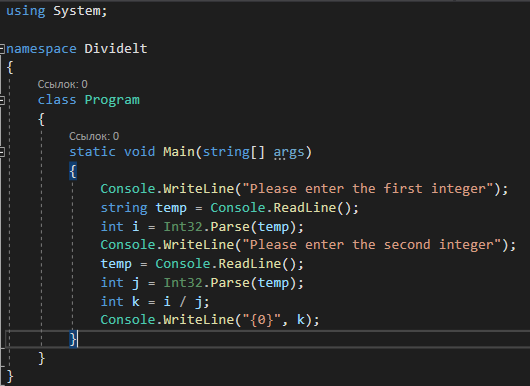 using System;
namespace DivideIt
{
Ссылок: 0
class Program
{
Ссылок: 0
static void Main(string[] args)
{
Console.WriteLine("Please enter the first integer");
string temp = Console.ReadLine();
int i = Int32.Parse(temp);
Console.WriteLine("Please enter the second integer");
temp = Console.ReadLine();
int j = Int32.Parse(temp);
int k = i / j;
Console.WriteLine("{0}", k);
}
}
}